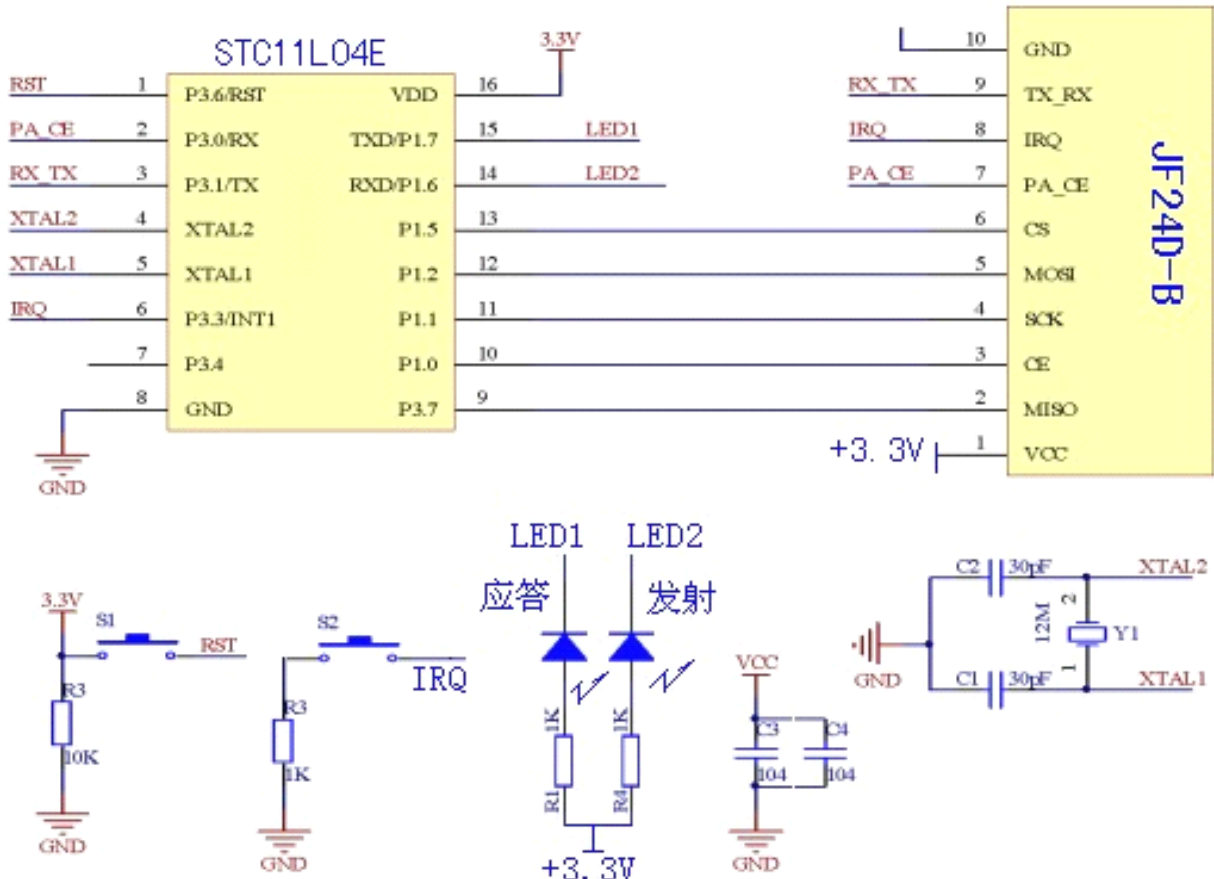 STC11L04E
3.3V
RST 1 P3.6/RST VDD 16
PA_CE 2 P3.0/RX TXD/P1.7 15 LED1
RX_TX 3 P3.1/TX RXD/P1.6 14 LED2
XTAL2 4 XTAL2 P1.5 13
XTAL1 5 XTAL1 P1.2 12
IRQ 6 P3.3/INT1 P1.1 11
7 P3.4 P1.0 10
8 GND P3.7 9
GND
10 GND
RX_TX 9 TX_RX
IRQ 8 IRQ
PA_CE 7 PA_CE
6 CS
5 MOSI
4 SCK
3 CE
2 MISO
+3.3V 1 VCC
JF24D-B
3.3V
S1
RST
R3
10K
GND
S2
IRQ
R3
1K
GND
LED1 LED2
应答 发射
1K 1K
R1 R4
+3.3V
VCC
C3 C4
104 104
GND
C2 30pF XTAL2
12M 2 Y1
1
GND
C1 30pF XTAL1